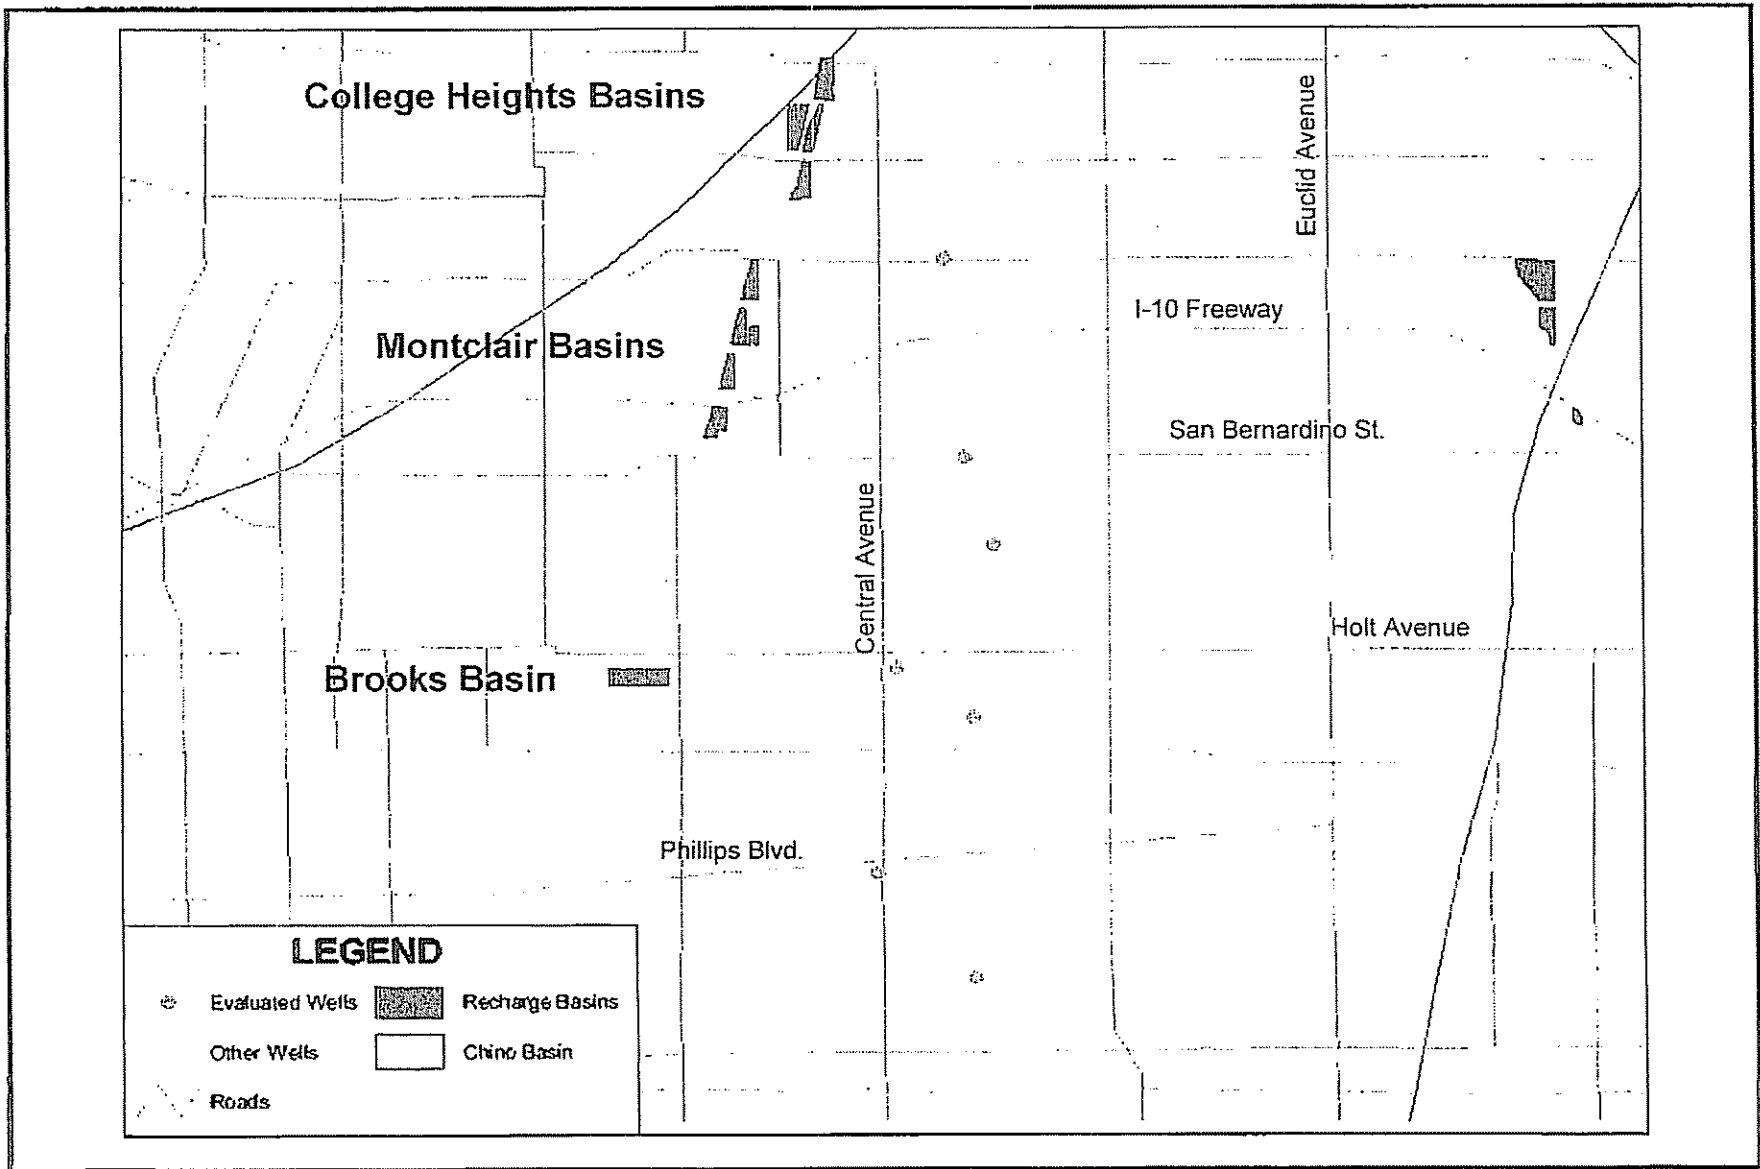 College Heights Basins
Euclid Avenue
I-10 Freeway
Montclair Basins
San Bernardino St.
Central Avenue
Holt Avenue
Brooks Basin
Phillips Blvd.
LEGEND
Evaluated Wells
Recharge Basins
Other Wells
Chino Basin
Roads